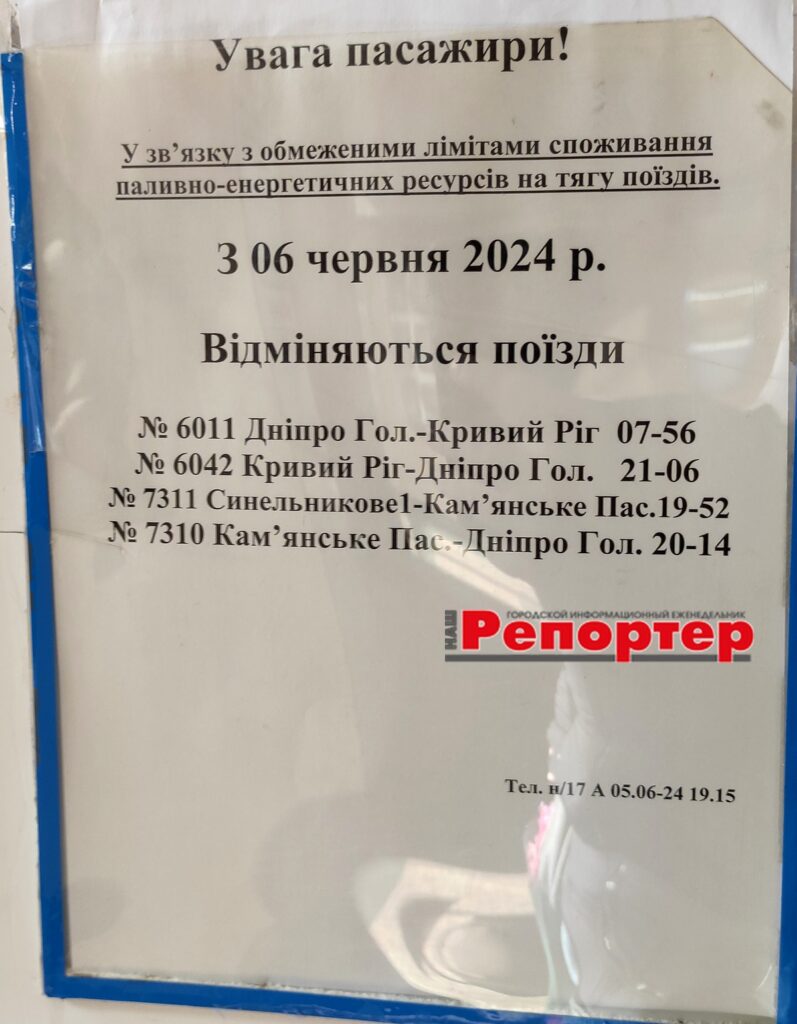 Увага пасажири!
У зв’язку з обмеженими лімітами споживання
паливно-енергетичних ресурсів на тягу поїздів.
З 06 червня 2024 р.
Відміняються поїзди
№ 6011 Дніпро Гол.-Кривий Ріг 07-56
№ 6042 Кривий Ріг-Дніпро Гол. 21-06
№ 7311 Синельникове1-Кам’янське Пас.19-52
№ 7310 Кам’янське Пас.-Дніпро Гол. 20-14
ГОРОДСКОЙ ИНФОРМАЦИОННЫЙ ЕЖЕНЕДЕЛЬНИК
НАШ Репортер
Тел. н/17 А 05.06-24 19.15